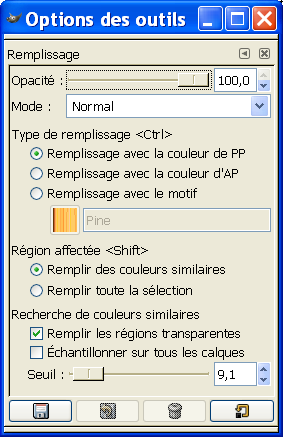 Options des outils
Remplissage
Opacité : 100,0
Mode : Normal
Type de remplissage <Ctrl>
Remplissage avec la couleur de PP
Remplissage avec la couleur d'AP
Remplissage avec le motif
Pine
Région affectée <Shift>
Remplir des couleurs similaires
Remplir toute la sélection
Recherche de couleurs similaires
Remplir les régions transparentes
Échantillonner sur tous les calques
Seuil : 9,1